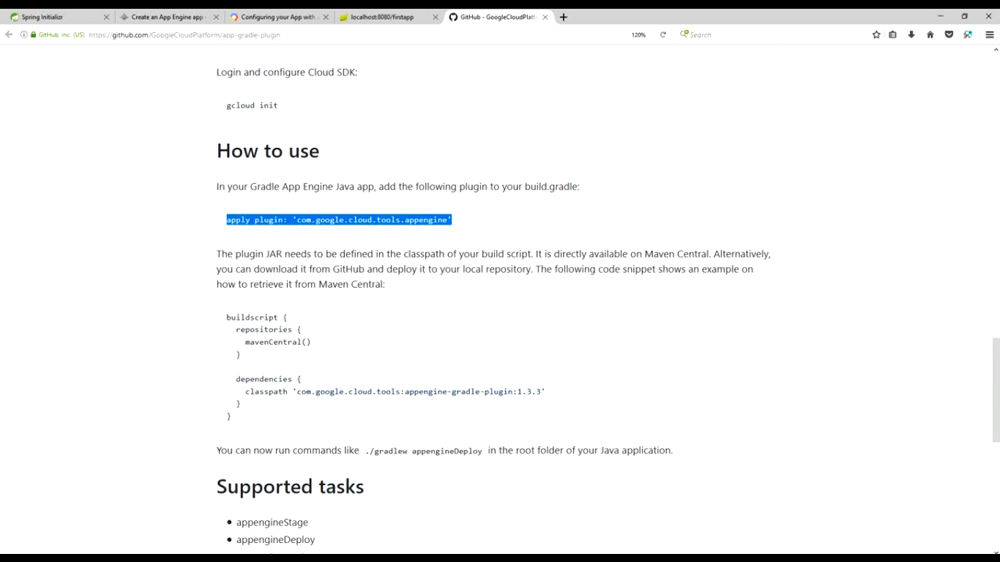 Spring Initializr
Create an App Engine app -
Configuring your App with
localhost:8080/firstapp
GitHub - GoogleCloudPlatf
GitHub, Inc. (US)
https://github.com/GoogleCloudPlatform/app-gradle-plugin
120%
Search
Login and configure Cloud SDK:
gcloud init
How to use
In your Gradle App Engine Java app, add the following plugin to your build.gradle:
apply plugin: 'com.google.cloud.tools.appengine'
The plugin JAR needs to be defined in the classpath of your build script. It is directly available on Maven Central. Alternatively,
you can download it from GitHub and deploy it to your local repository. The following code snippet shows an example on
how to retrieve it from Maven Central:
buildscript {
repositories {
mavenCentral()
}
dependencies {
classpath 'com.google.cloud.tools:appengine-gradle-plugin:1.3.3'
}
}
You can now run commands like ./gradlew appengineDeploy in the root folder of your Java application.
Supported tasks
• appengineStage
• appengineDeploy